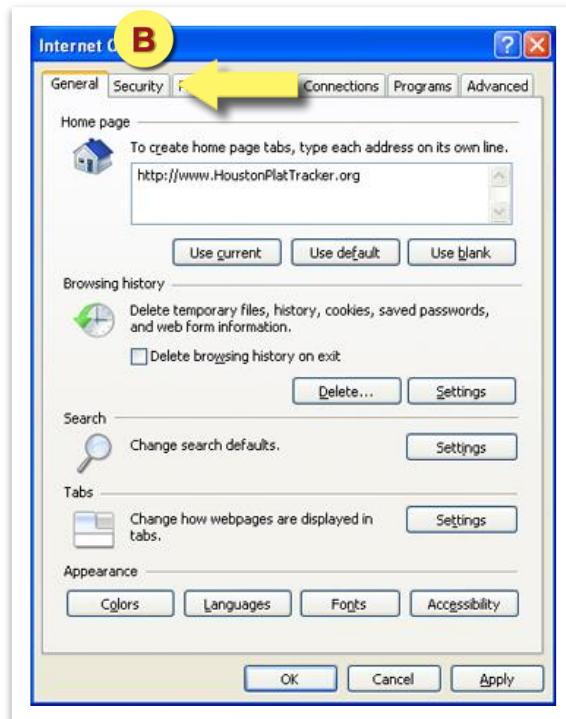 Internet
B
General Security Connections Programs Advanced
Home page
To create home page tabs, type each address on its own line.
http://www.HoustonPlatTracker.org
Use current Use default Use blank
Browsing history
Delete temporary files, history, cookies, saved passwords,
and web form information.
Delete browsing history on exit
Delete... Settings
Search
Change search defaults. Settings
Tabs
Change how webpages are displayed in
tabs. Settings
Appearance
Colors Languages Fonts Accessibility
OK Cancel Apply